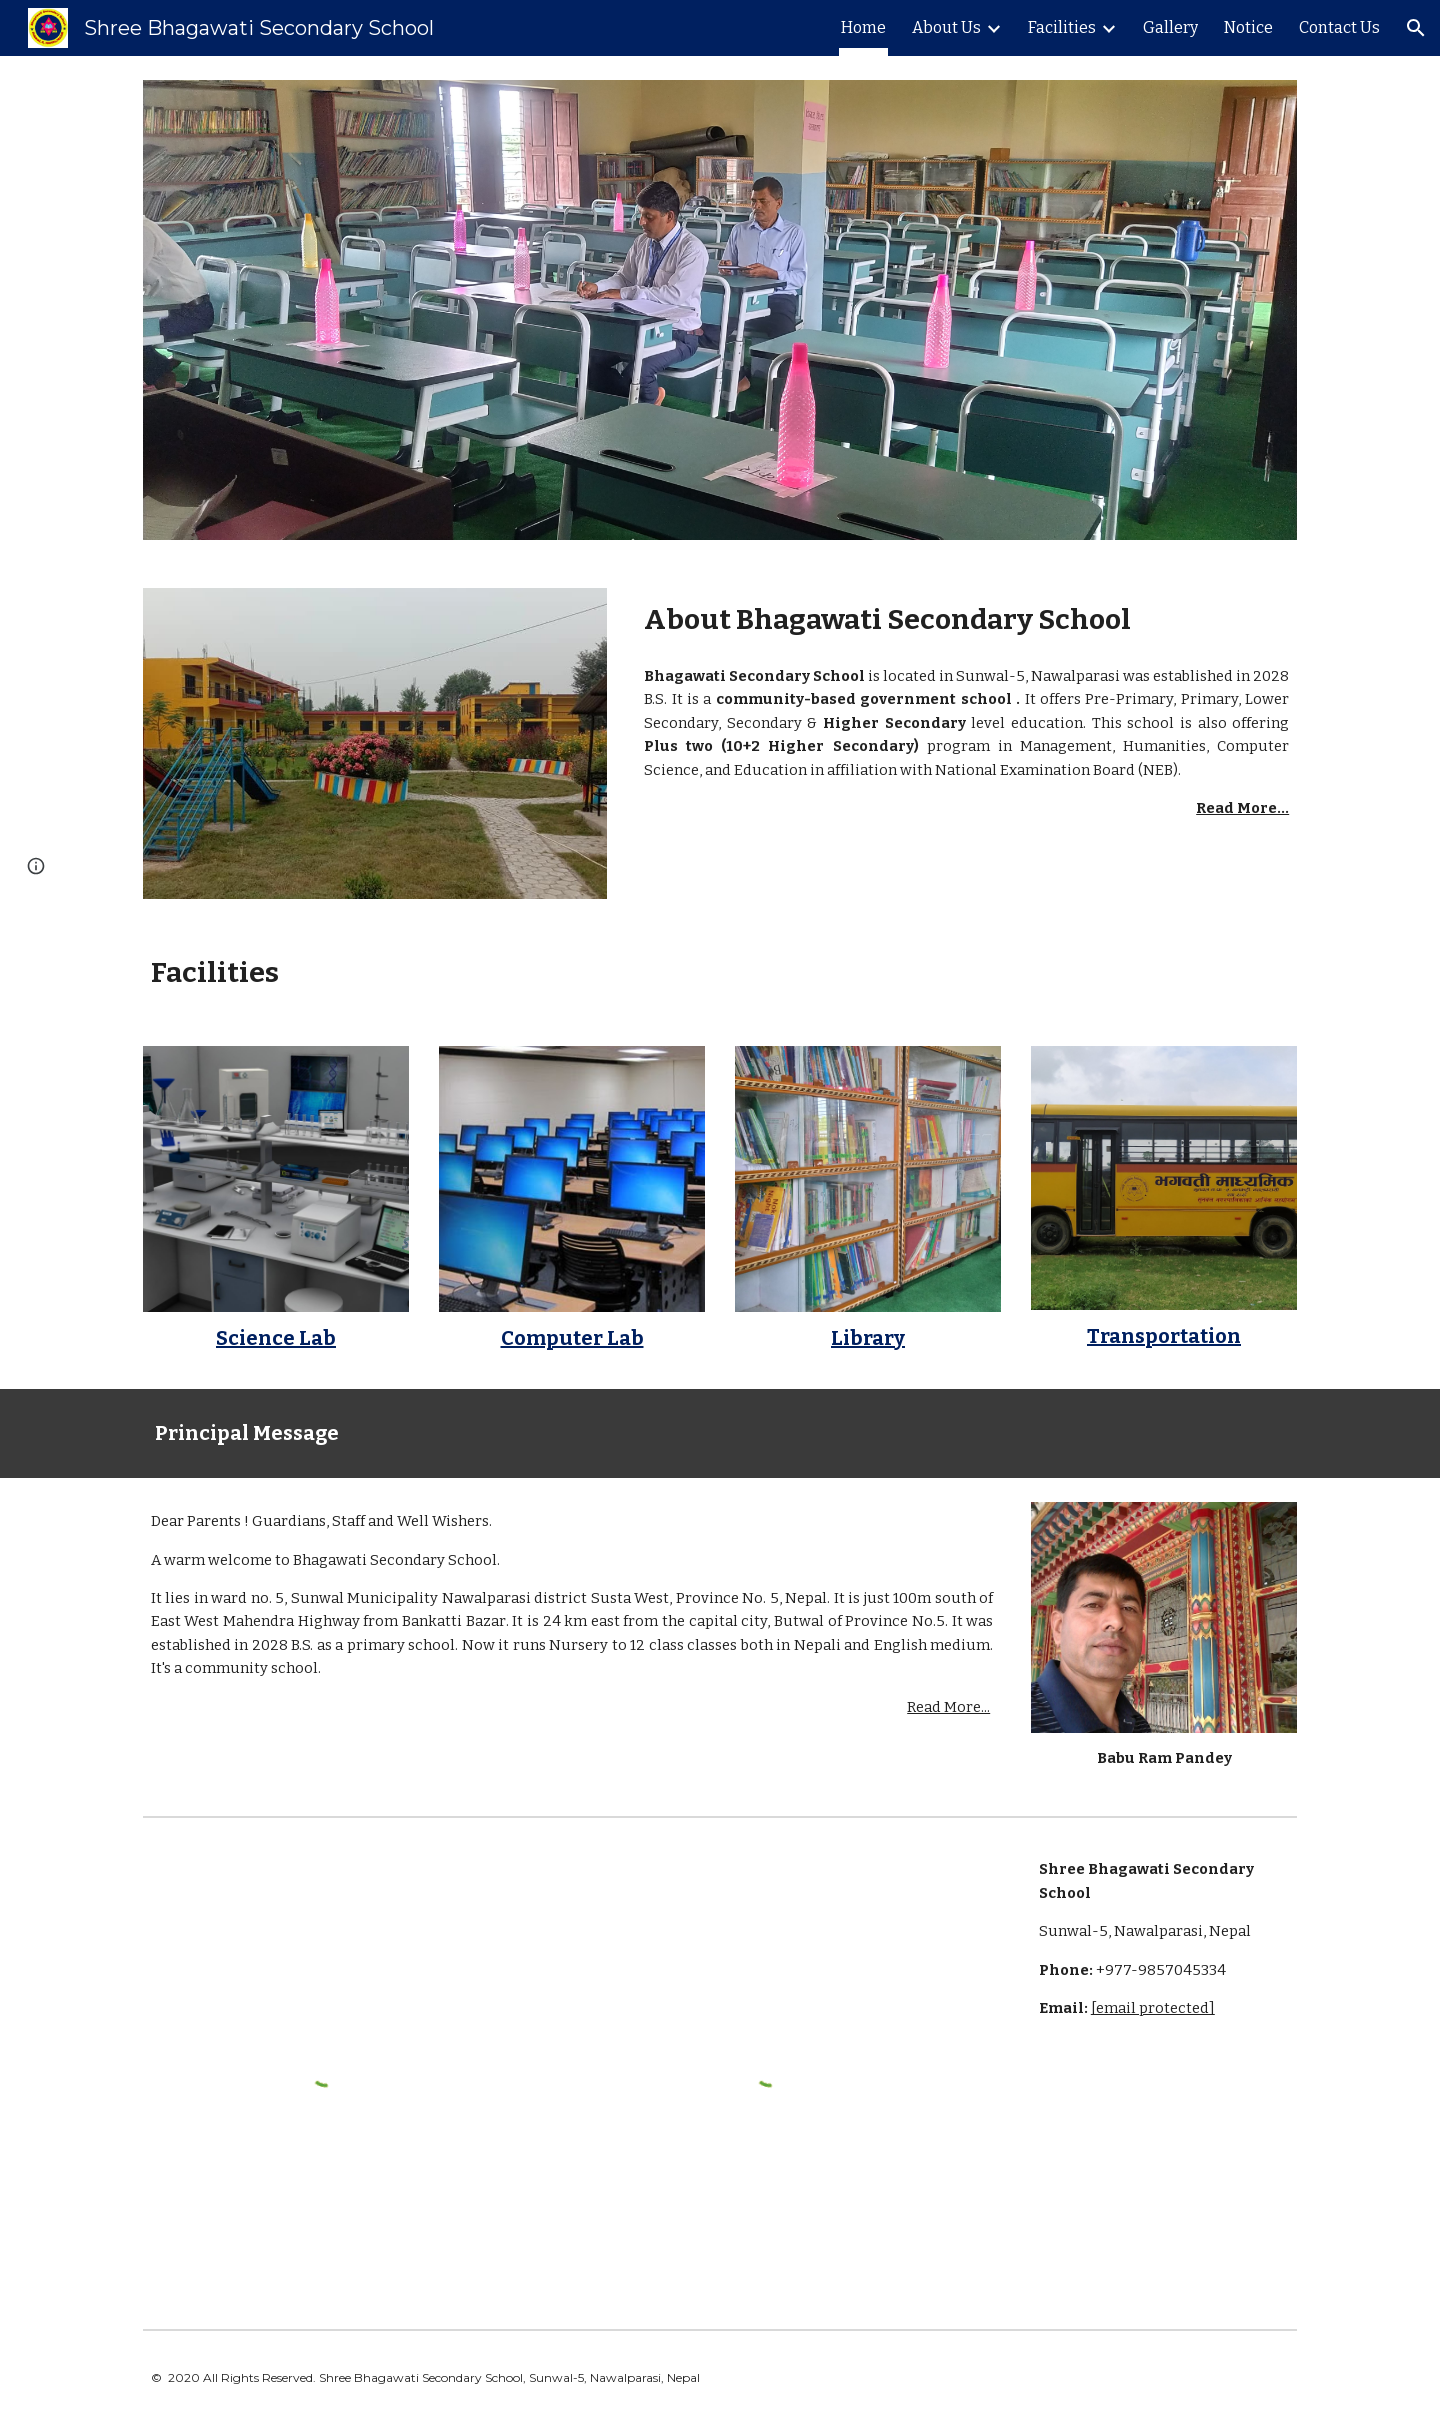 Shree Bhagawati Secondary School
Home
About Us
Facilities
Gallery
Notice
Contact Us
About Bhagawati Secondary School
Bhagawati Secondary School is located in Sunwal-5, Nawalparasi was established in 2028
B.S. It is a community-based government school . It offers Pre-Primary, Primary, Lower
Secondary, Secondary & Higher Secondary level education. This school is also offering
Plus two (10+2 Higher Secondary) program in Management, Humanities, Computer
Science, and Education in affiliation with National Examination Board (NEB).
Read More...
Facilities
भगवती माध्यमिक
Science Lab
Computer Lab
Library
Transportation
Principal Message
Dear Parents ! Guardians, Staff and Well Wishers.
A warm welcome to Bhagawati Secondary School.
It lies in ward no. 5, Sunwal Municipality Nawalparasi district Susta West, Province No. 5, Nepal. It is just 100m south of
East West Mahendra Highway from Bankatti Bazar. It is 24 km east from the capital city, Butwal of Province No.5. It was
established in 2028 B.S. as a primary school. Now it runs Nursery to 12 class classes both in Nepali and English medium.
It's a community school.
Read More...
Babu Ram Pandey
Shree Bhagawati Secondary
School
Sunwal-5, Nawalparasi, Nepal
Phone: +977-9857045334
Email: [email protected]
© 2020 All Rights Reserved. Shree Bhagawati Secondary School, Sunwal-5, Nawalparasi, Nepal